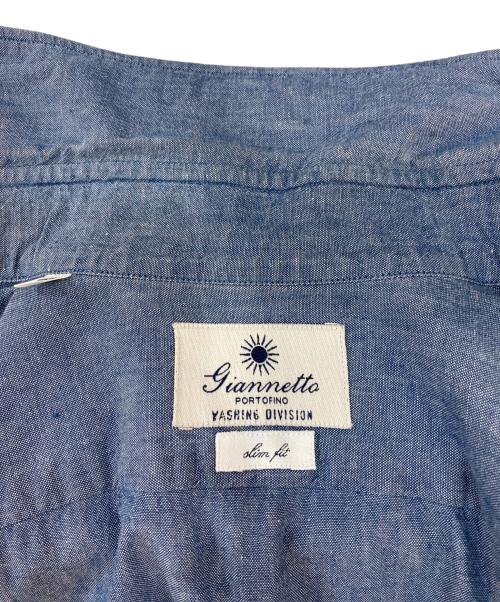 Giannetto
PORTOFINO
WASHING DIVISION
slim fit